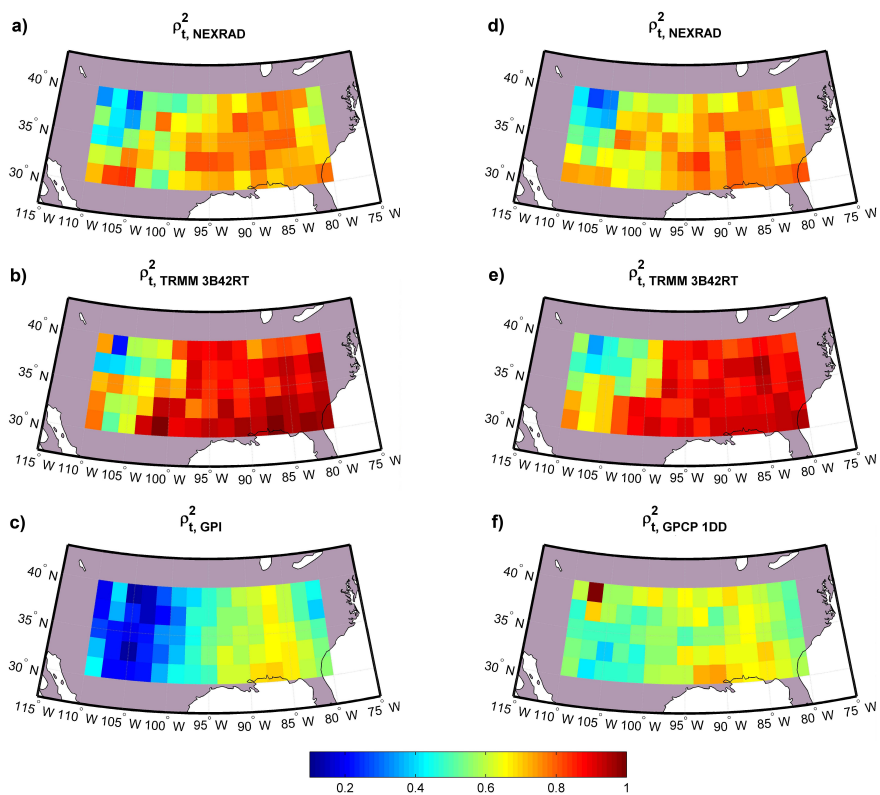 a)
ρ²t, NEXRAD
40° N
35° N
30° N
115° W
110° W
105° W
100° W
95° W
90° W
85° W
80° W
75° W
d)
ρ²t, NEXRAD
40° N
35° N
30° N
115° W
110° W
105° W
100° W
95° W
90° W
85° W
80° W
75° W
b)
ρ²t, TRMM 3B42RT
40° N
35° N
30° N
115° W
110° W
105° W
100° W
95° W
90° W
85° W
80° W
75° W
e)
ρ²t, TRMM 3B42RT
40° N
35° N
30° N
115° W
110° W
105° W
100° W
95° W
90° W
85° W
80° W
75° W
c)
ρ²t, GPI
40° N
35° N
30° N
115° W
110° W
105° W
100° W
95° W
90° W
85° W
80° W
75° W
f)
ρ²t, GPCP 1DD
40° N
35° N
30° N
115° W
110° W
105° W
100° W
95° W
90° W
85° W
80° W
75° W
0.2 0.4 0.6 0.8 1